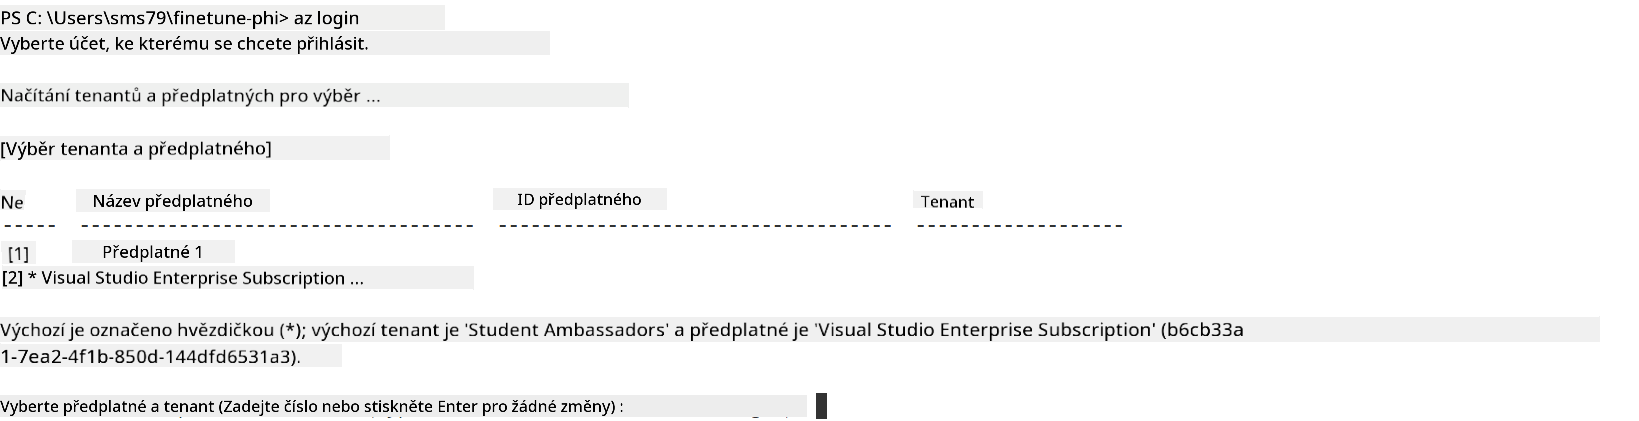 PS C: \Users\sms79\finetune-phi> az login
Vyberte účet, ke kterému se chcete přihlásit.
Načítání tenantů a předplatných pro výběr ...
[Výběr tenanta a předplatného]
Ne Název předplatného ID předplatného Tenant
----- ---------------------------------- ---------------------------------- ------------------
[1] Předplatné 1
[2] * Visual Studio Enterprise Subscription ...
Výchozí je označeno hvězdičkou (*); výchozí tenant je 'Student Ambassadors' a předplatné je 'Visual Studio Enterprise Subscription' (b6cb33a
1-7ea2-4f1b-850d-144dfd6531a3).
Vyberte předplatné a tenant (Zadejte číslo nebo stiskněte Enter pro žádné změny) :